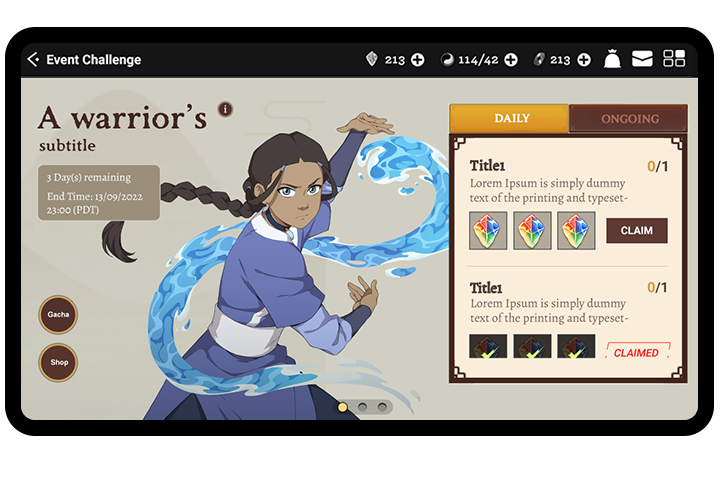 Event Challenge
213
114/42
213
A warrior's
i
subtitle
3 Day(s) remaining
End Time: 13/09/2022
23:00 (PDT)
Gacha
Shop
DAILY
ONGOING
Title1
0/1
Lorem Ipsum is simply dummy
text of the printing and typeset-
CLAIM
Title1
0/1
Lorem Ipsum is simply dummy
text of the printing and typeset-
CLAIMED